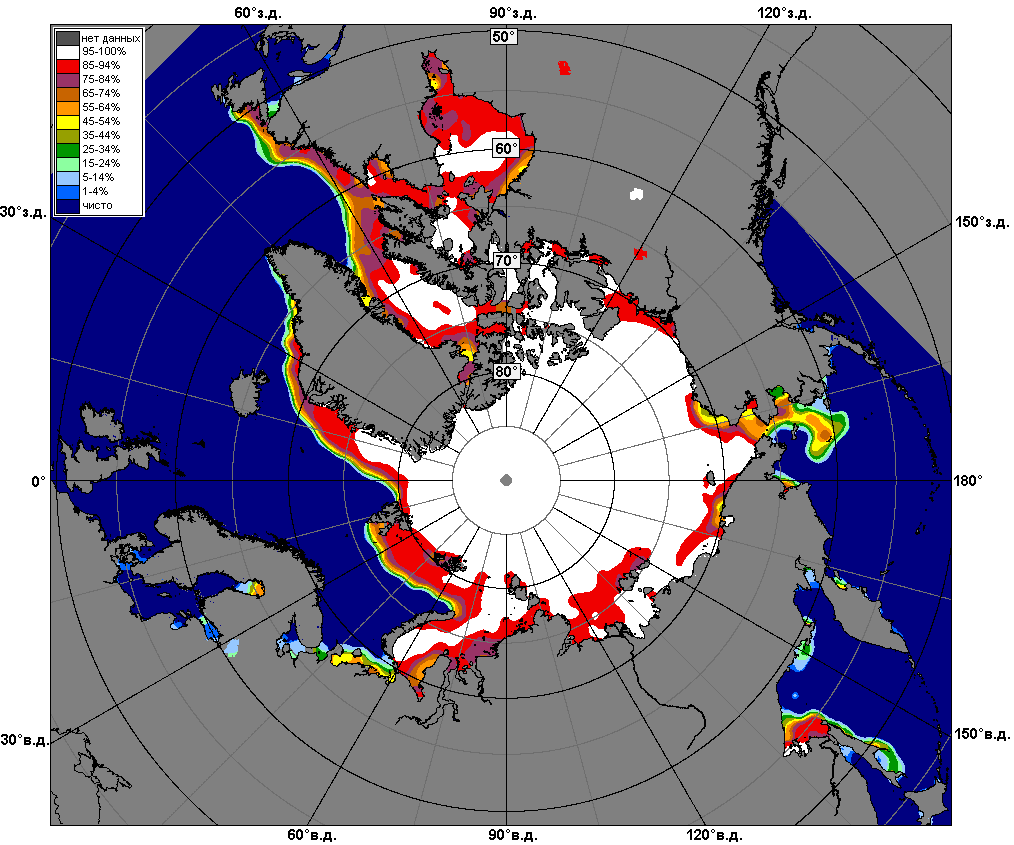 60°з.д.
90°з.д.
120°з.д.
50°
нет данных
95-100%
85-94%
75-84%
65-74%
55-64%
45-54%
35-44%
25-34%
15-24%
5-14%
1-4%
чисто
60°
30°з.д.
150°з.д.
70°
80°
0°
180°
30°в.д.
150°в.д.
60°в.д.
90°в.д.
120°в.д.